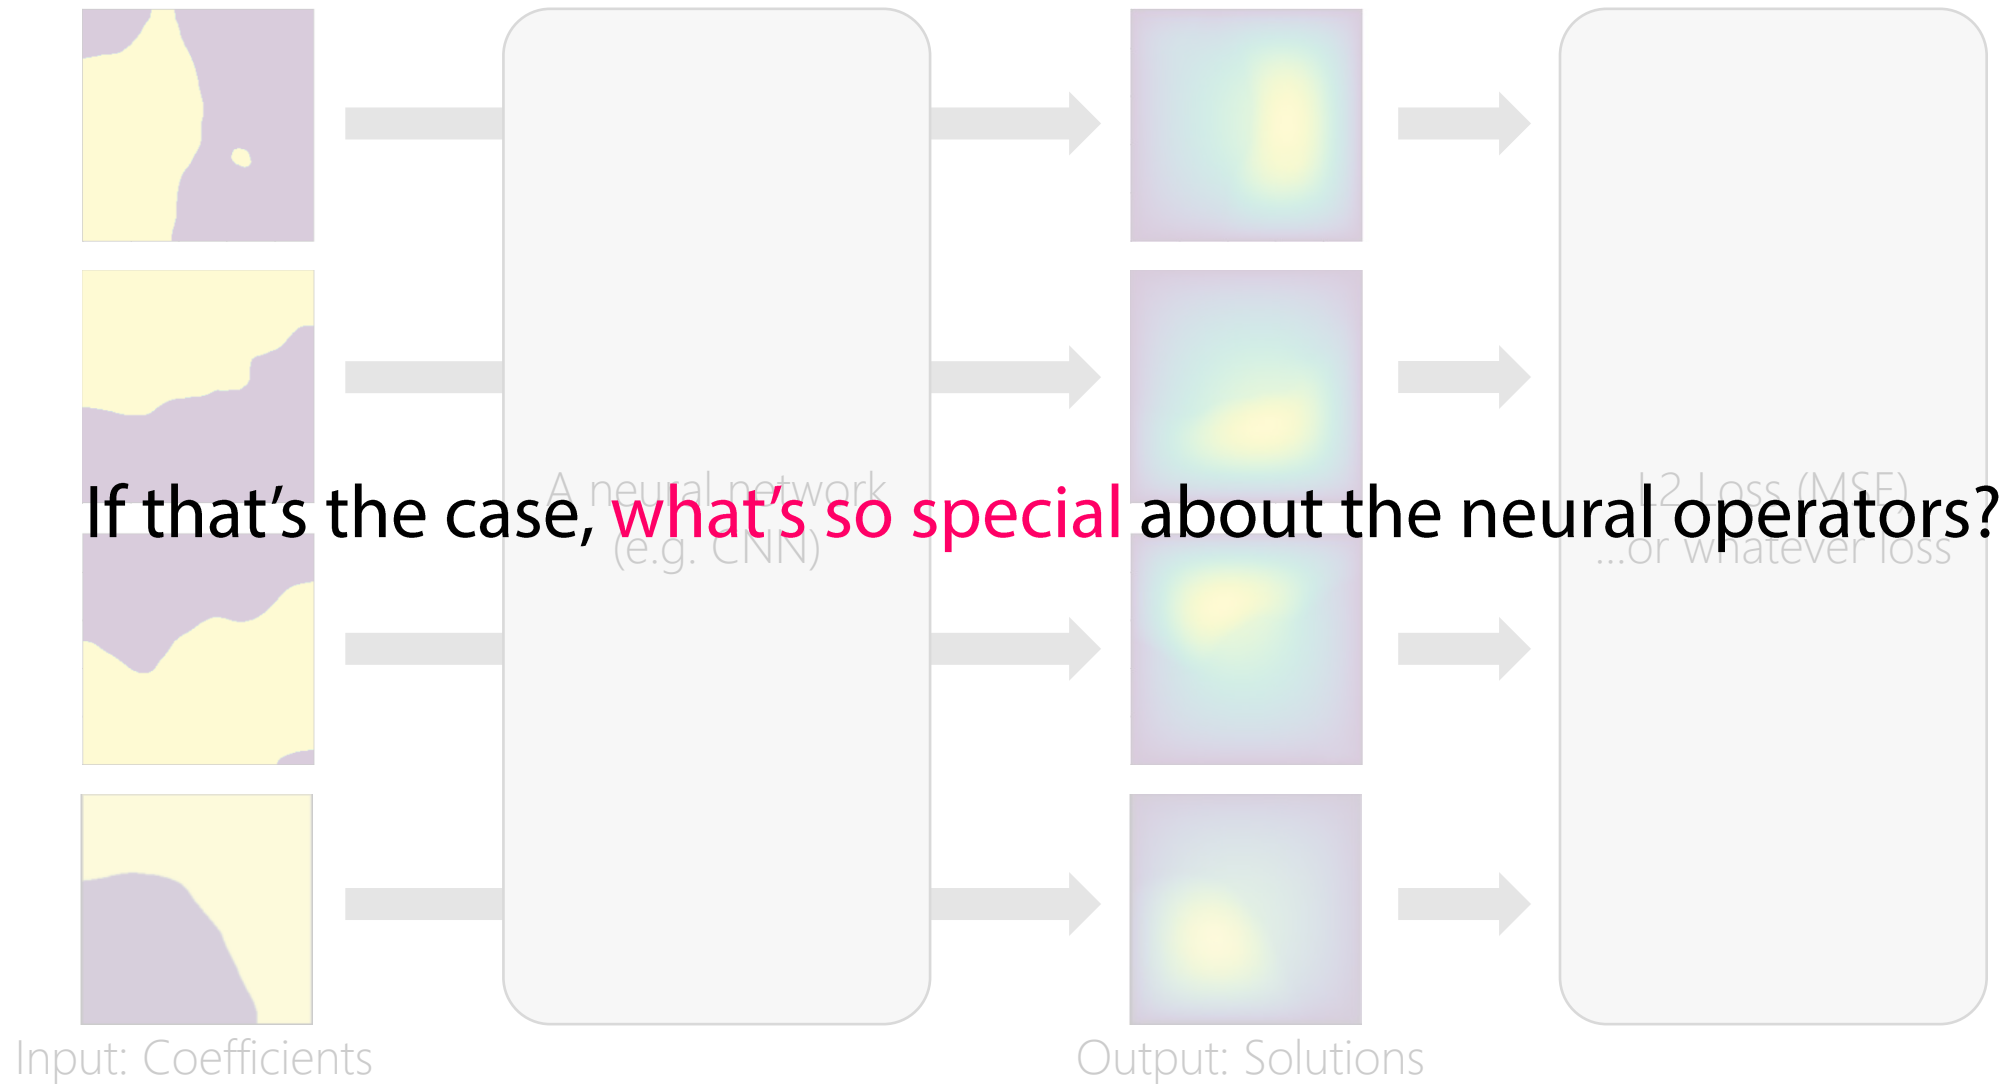 A neural network
(e.g. CNN)
L2 Loss (MSE)
...or whatever loss
If that's the case, what's so special about the neural operators?
Input: Coefficients
Output: Solutions